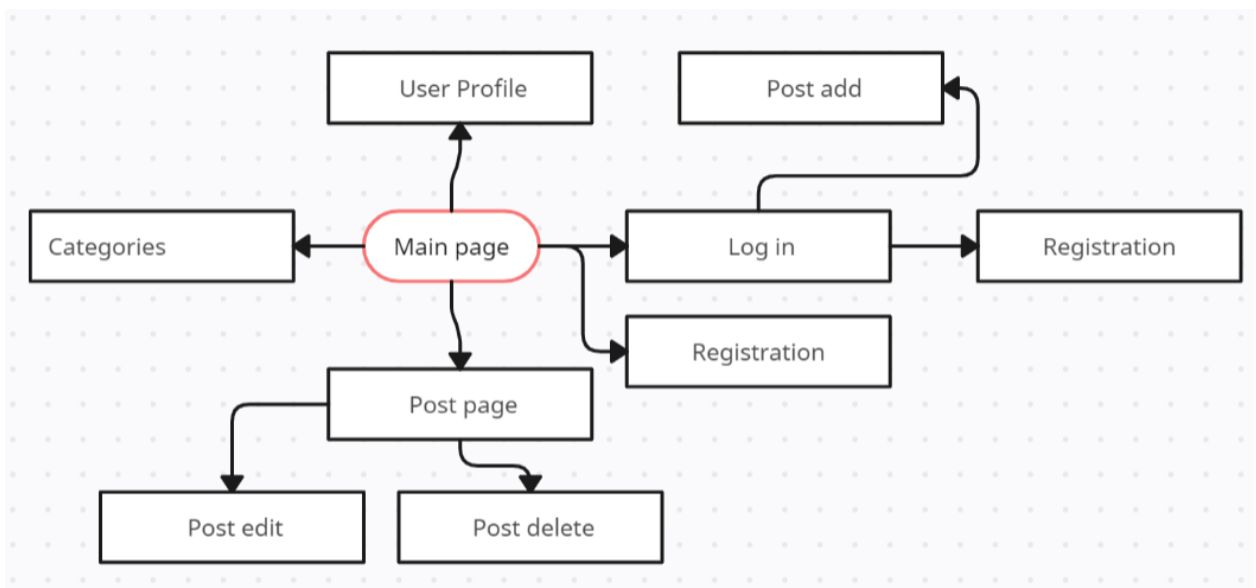 User Profile
Post add
Categories
Main page
Log in
Registration
Registration
Post page
Post edit
Post delete